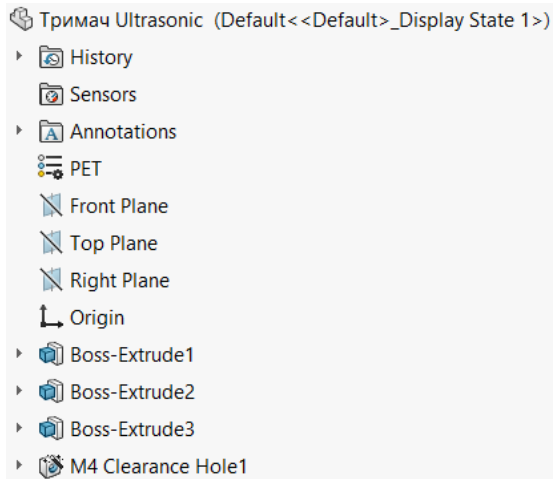 Тримач Ultrasonic (Default<<Default>_Display State 1>)
History
Sensors
Annotations
PET
Front Plane
Top Plane
Right Plane
Origin
Boss-Extrude1
Boss-Extrude2
Boss-Extrude3
M4 Clearance Hole1